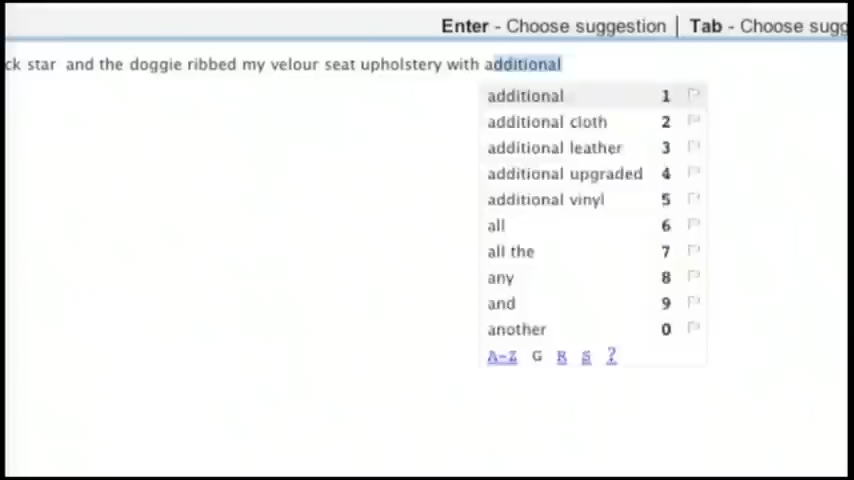 Enter - Choose suggestion | Tab - Choose sugg
ck star and the doggie ribbed my velour seat upholstery with additional
additional 1
additional cloth 2
additional leather 3
additional upgraded 4
additional vinyl 5
all 6
all the 7
any 8
and 9
another 0
A-Z G R S ?